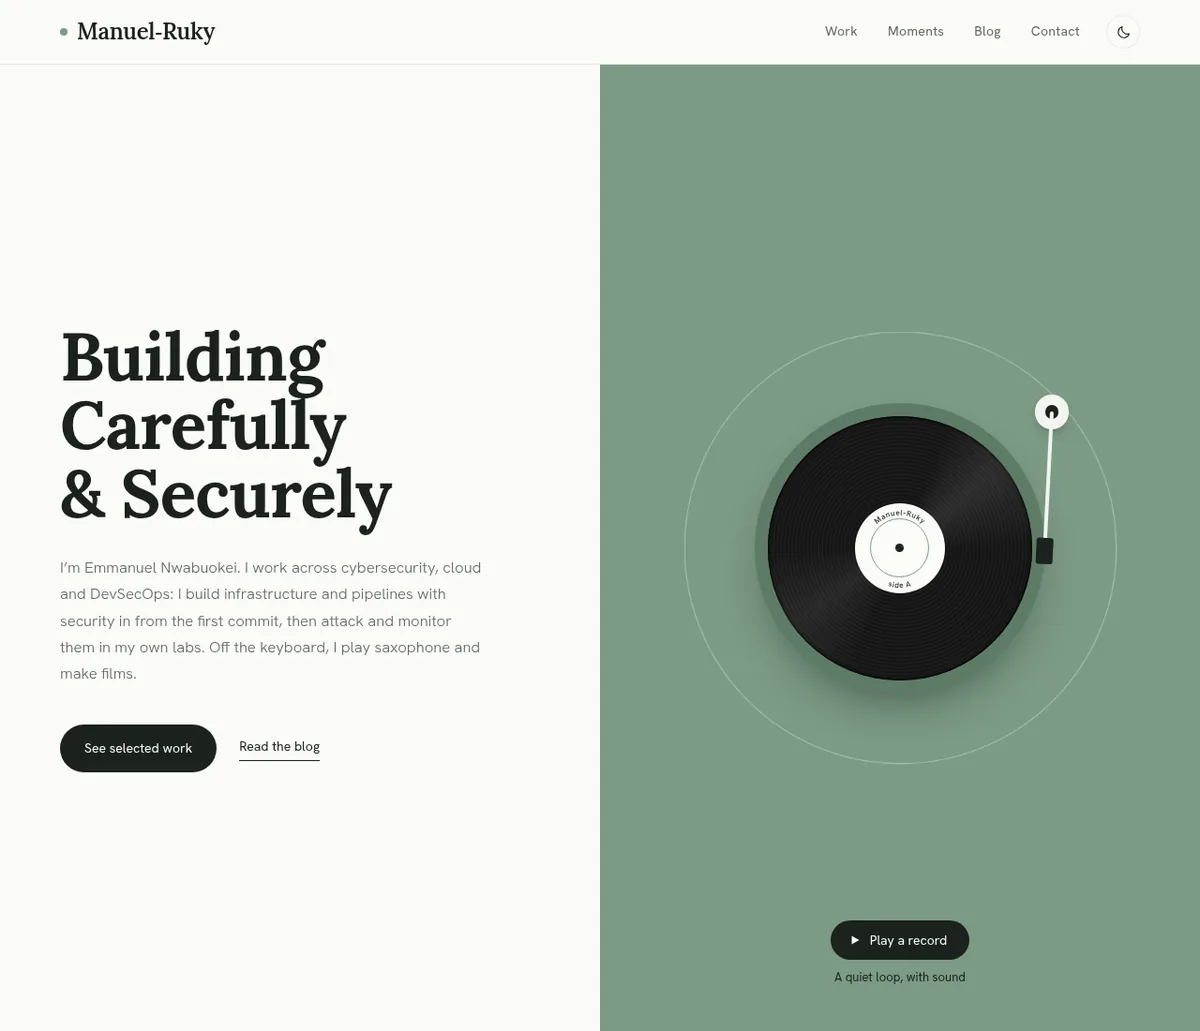 Manuel-Ruky
Work
Moments
Blog
Contact
Building
Carefully
& Securely
I’m Emmanuel Nwabuokei. I work across cybersecurity, cloud
and DevSecOps: I build infrastructure and pipelines with
security in from the first commit, then attack and monitor
them in my own labs. Off the keyboard, I play saxophone and
make films.
See selected work
Read the blog
Manuel-Ruky
side A
Play a record
A quiet loop, with sound